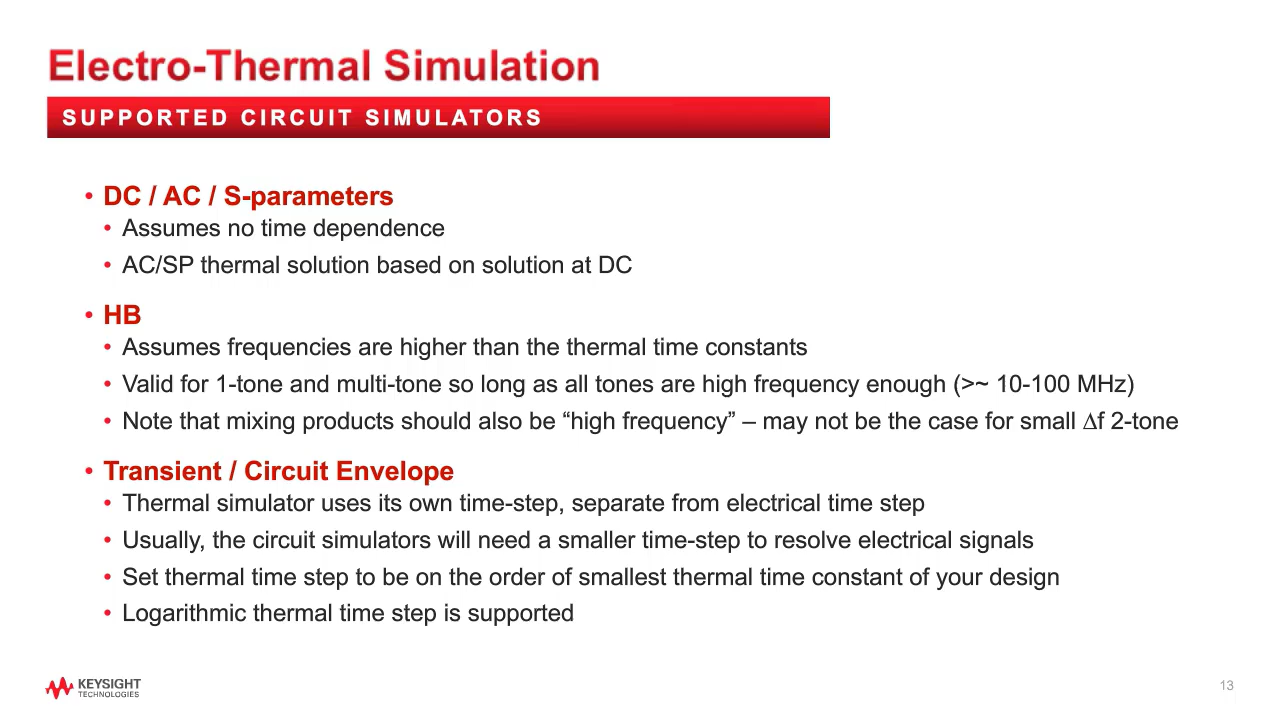 Electro-Thermal Simulation
SUPPORTED CIRCUIT SIMULATORS
• DC / AC / S-parameters
• Assumes no time dependence
• AC/SP thermal solution based on solution at DC
• HB
• Assumes frequencies are higher than the thermal time constants
• Valid for 1-tone and multi-tone so long as all tones are high frequency enough (>~ 10-100 MHz)
• Note that mixing products should also be “high frequency” – may not be the case for small Δf 2-tone
• Transient / Circuit Envelope
• Thermal simulator uses its own time-step, separate from electrical time step
• Usually, the circuit simulators will need a smaller time-step to resolve electrical signals
• Set thermal time step to be on the order of smallest thermal time constant of your design
• Logarithmic thermal time step is supported
KEYSIGHT
TECHNOLOGIES
13